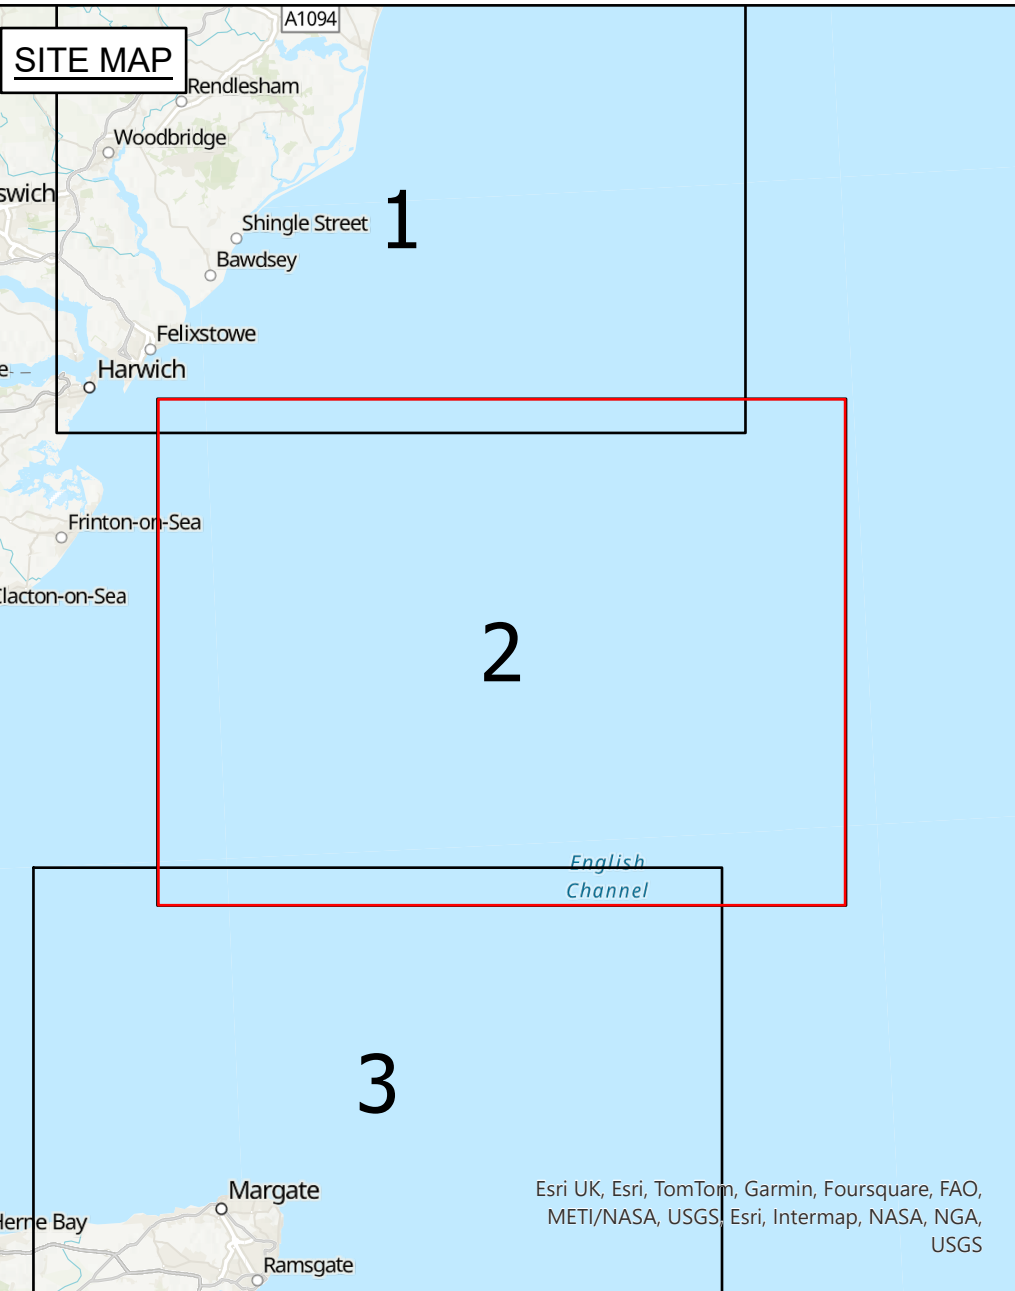 A1094
SITE MAP
Rendlesham
Woodbridge
swich
Shingle Street
1
Bawdsey
Felixstowe
Harwich
e
Frinton-on-Sea
Clacton-on-Sea
2
English
Channel
3
Margate
Esri UK, Esri, TomTom, Garmin, Foursquare, FAO,
METI/NASA, USGS, Esri, Intermap, NASA, NGA,
USGS
Herne Bay
Ramsgate